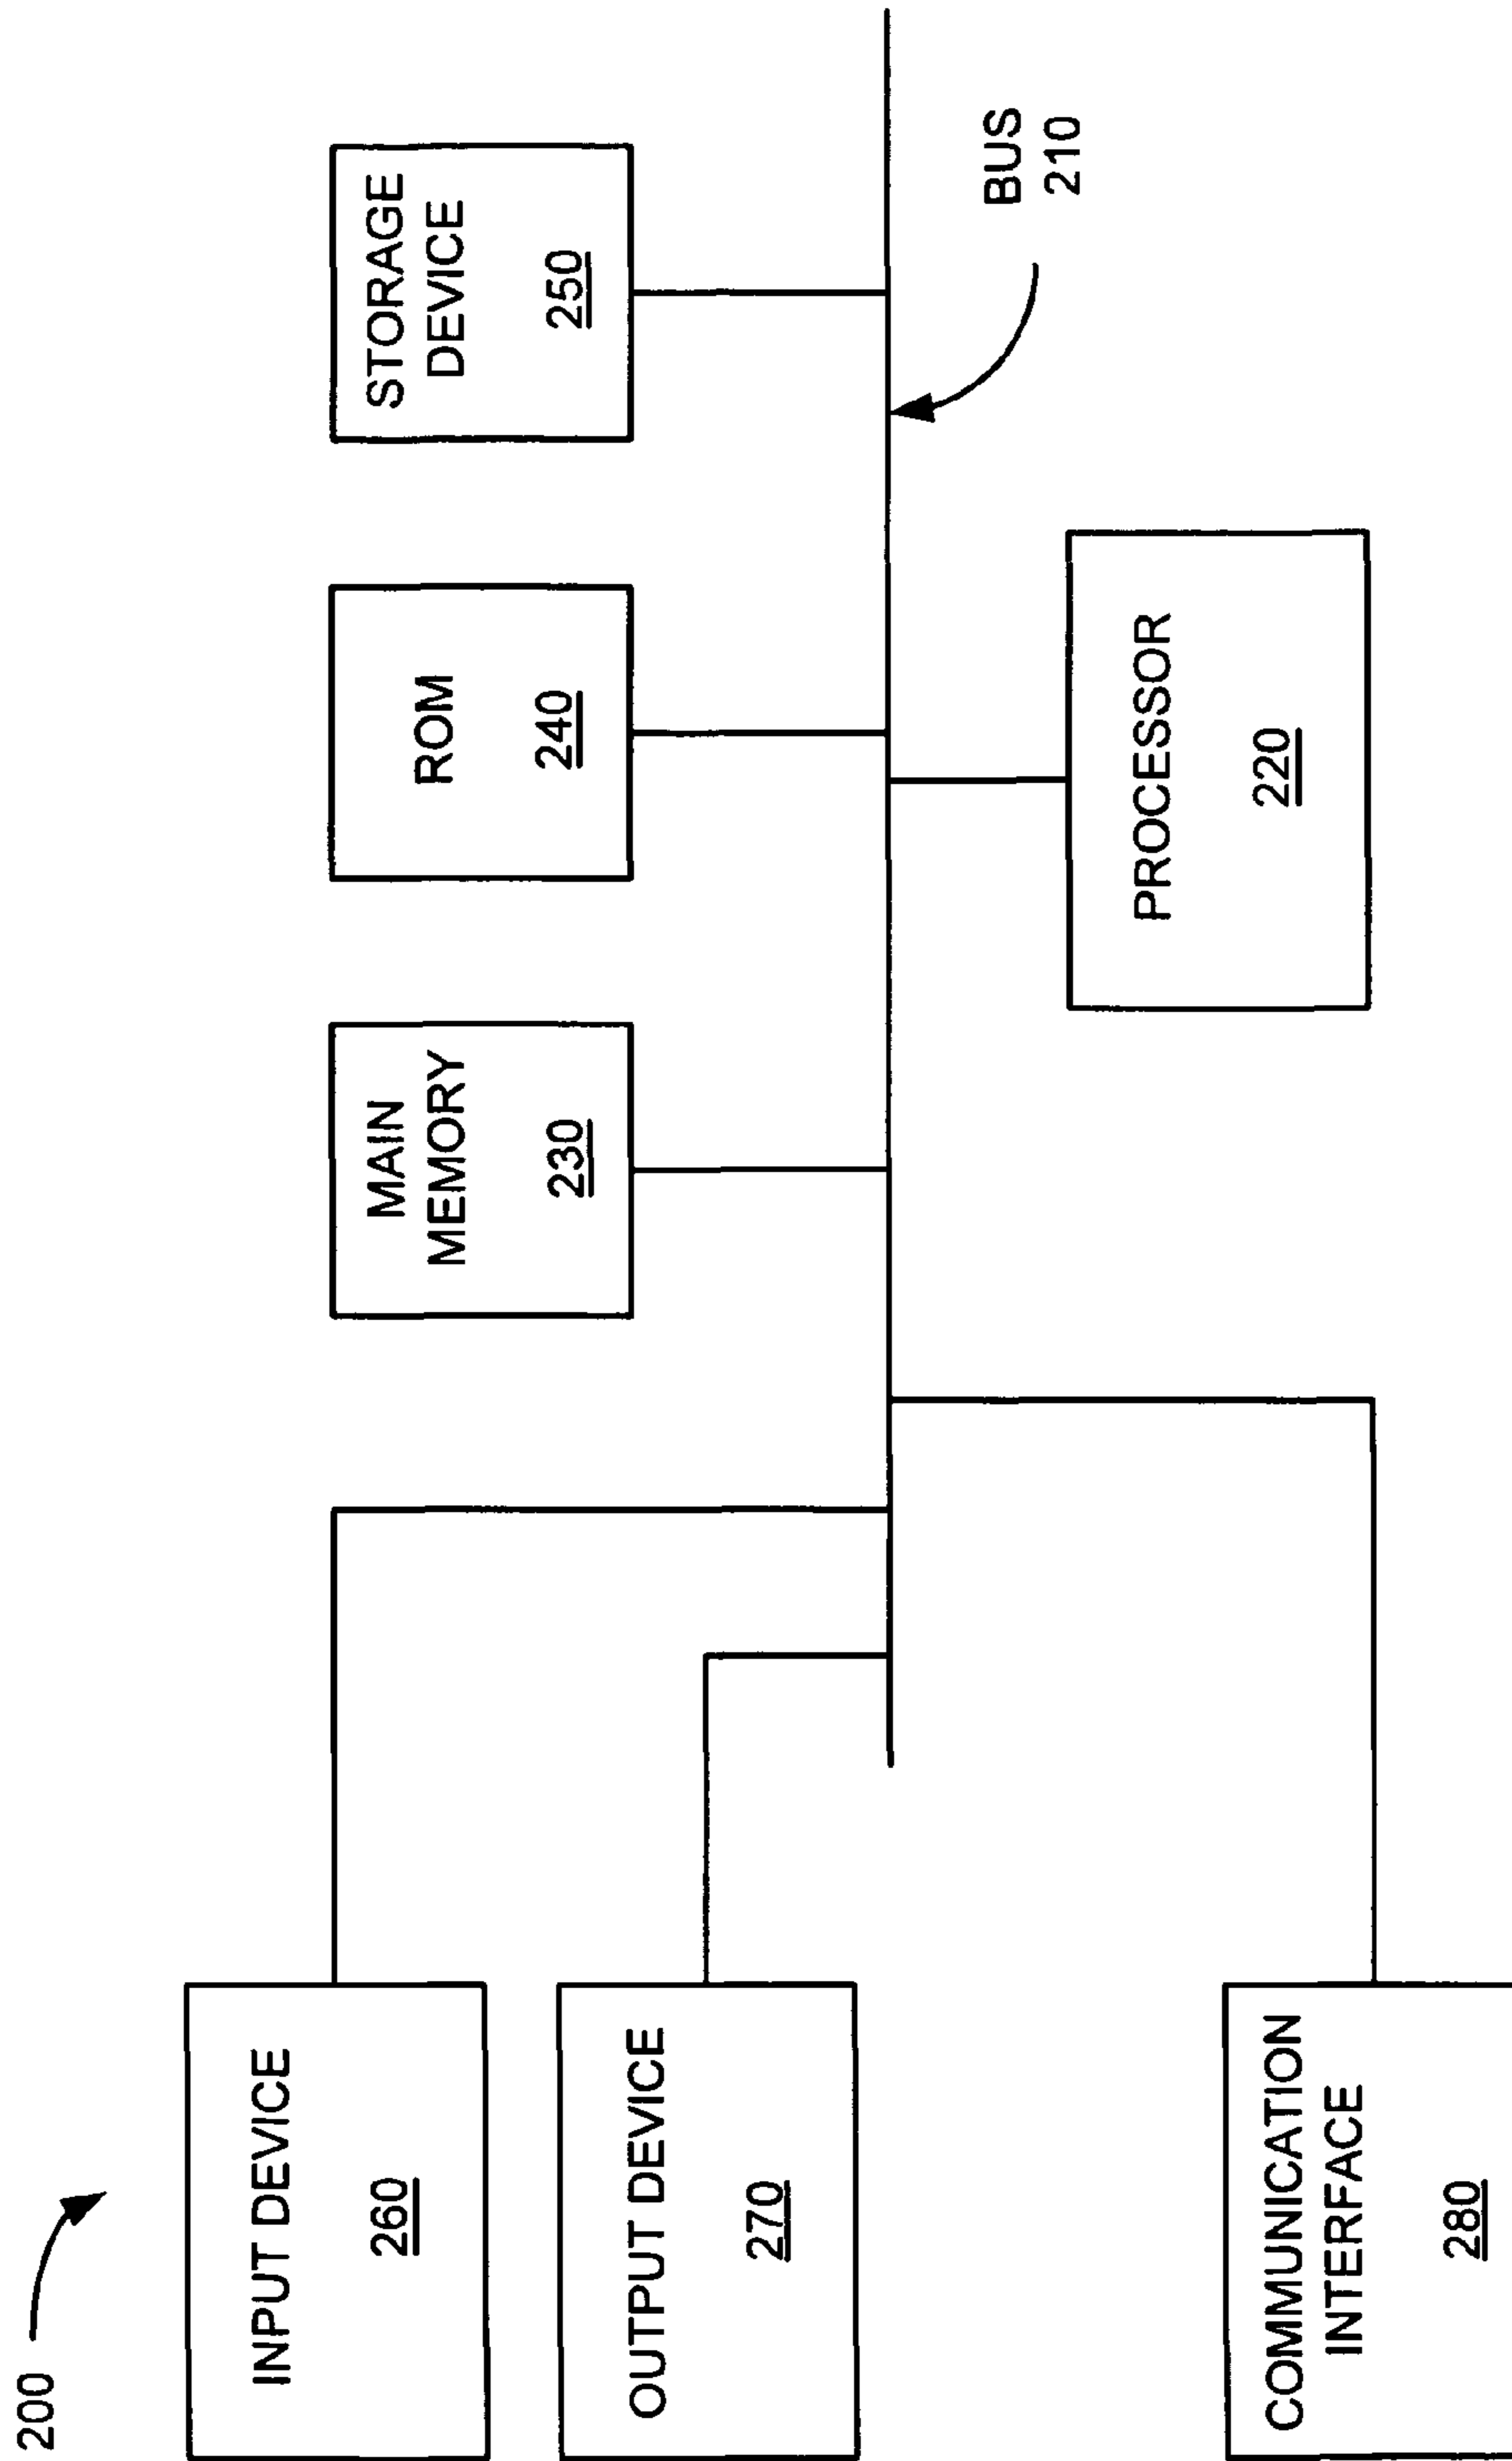 200
INPUT DEVICE
260
OUTPUT DEVICE
270
COMMUNICATION
INTERFACE
280
MAIN
MEMORY
230
ROM
240
STORAGE
DEVICE
250
PROCESSOR
220
BUS
210